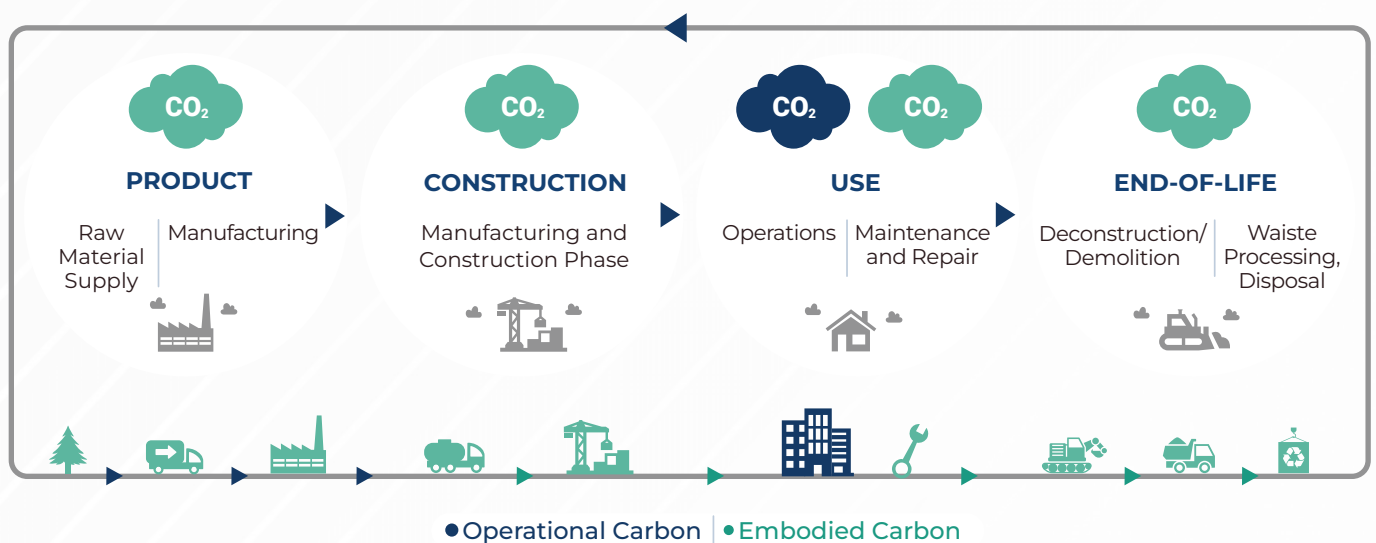 CO₂
CO₂
CO₂
CO₂
CO₂
PRODUCT
Raw
Material
Supply
Manufacturing
CONSTRUCTION
Manufacturing and
Construction Phase
USE
Operations
Maintenance
and Repair
END-OF-LIFE
Deconstruction/
Demolition
Waiste
Processing,
Disposal
Operational Carbon
Embodied Carbon